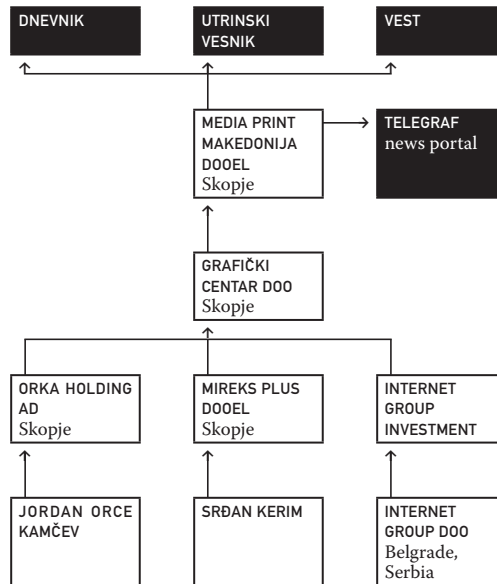 DNEVNIK
UTRINSKI
VESNIK
VEST
MEDIA PRINT
MAKEDONIJA
DOOEL
Skopje
TELEGRAF
news portal
GRAFIČKI
CENTAR DOO
Skopje
ORKA HOLDING
AD
Skopje
MIREKS PLUS
DOOEL
Skopje
INTERNET
GROUP
INVESTMENT
JORDAN ORCE
KAMČEV
SRĐAN KERIM
INTERNET
GROUP DOO
Belgrade,
Serbia